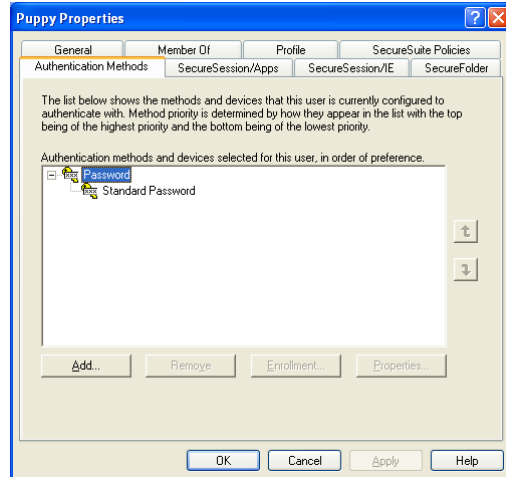 Puppy Properties
General
Member Of
Profile
SecureSuite Policies
Authentication Methods
SecureSession/Apps
SecureSession/IE
SecureFolder
The list below shows the methods and devices that this user is currently configured to
authenticate with. Method priority is determined by how they appear in the list with the top
being of the highest priority and the bottom being of the lowest priority.
Authentication methods and devices selected for this user, in order of preference.
Password
Standard Password
Add...
Remove
Enrollment...
Properties...
OK
Cancel
Apply
Help